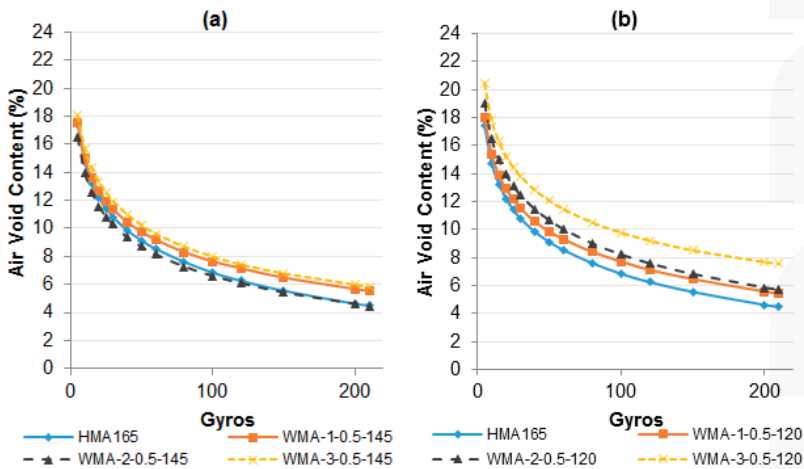 (a)
24
22
20
18
16
14
12
10
8
6
4
2
0
Air Void Content (%)
0 100 200
Gyros
HMA165 WMA-1-0.5-145
WMA-2-0.5-145 WMA-3-0.5-145
(b)
24
22
20
18
16
14
12
10
8
6
4
2
0
Air Void Content (%)
0 100 200
Gyros
HMA165 WMA-1-0.5-120
WMA-2-0.5-120 WMA-3-0.5-120